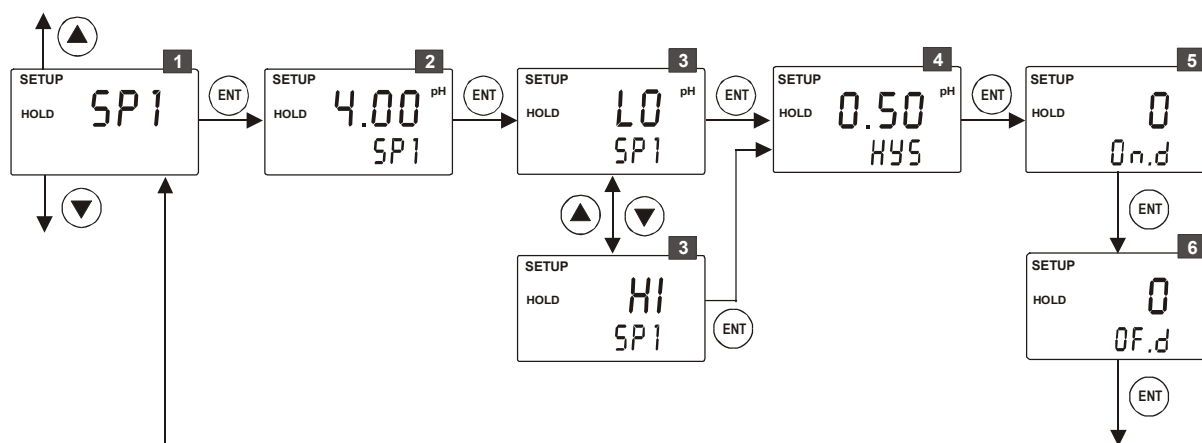 1
SETUP
HOLD
SP1
ENT
2
SETUP
pH
HOLD
4.00
SP1
ENT
3
SETUP
pH
HOLD
LO
SP1
ENT
4
SETUP
pH
HOLD
0.50
HYS
ENT
5
SETUP
HOLD
0
On.d
ENT
3
SETUP
HOLD
HI
SP1
ENT
6
SETUP
HOLD
0
OF.d
ENT